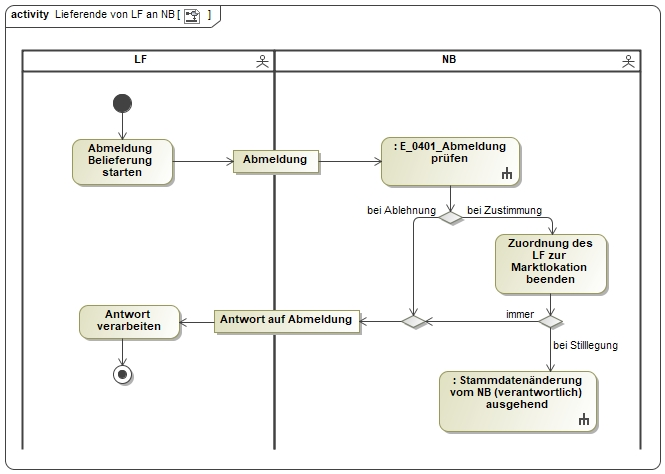 activity Lieferende von LF an NB [ ]
LF
NB
Abmeldung
Belieferung
starten
Abmeldung
: E_0401_Abmeldung
prüfen
bei Ablehnung
bei Zustimmung
Zuordnung des
LF zur
Marktlokation
beenden
Antwort
verarbeiten
Antwort auf Abmeldung
immer
bei Stilllegung
: Stammdatenänderung
vom NB (verantwortlich)
ausgehend